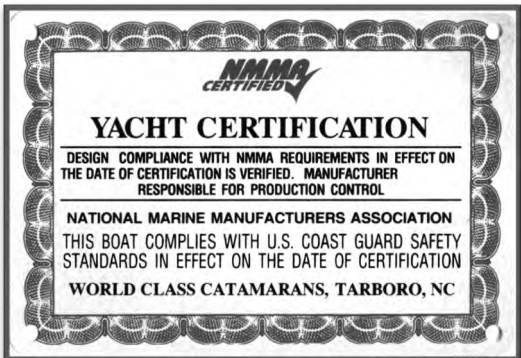 NMMA
CERTIFIED
YACHT CERTIFICATION
DESIGN COMPLIANCE WITH NMMA REQUIREMENTS IN EFFECT ON
THE DATE OF CERTIFICATION IS VERIFIED. MANUFACTURER
RESPONSIBLE FOR PRODUCTION CONTROL
NATIONAL MARINE MANUFACTURERS ASSOCIATION
THIS BOAT COMPLIES WITH U.S. COAST GUARD SAFETY
STANDARDS IN EFFECT ON THE DATE OF CERTIFICATION
WORLD CLASS CATAMARANS, TARBORO, NC